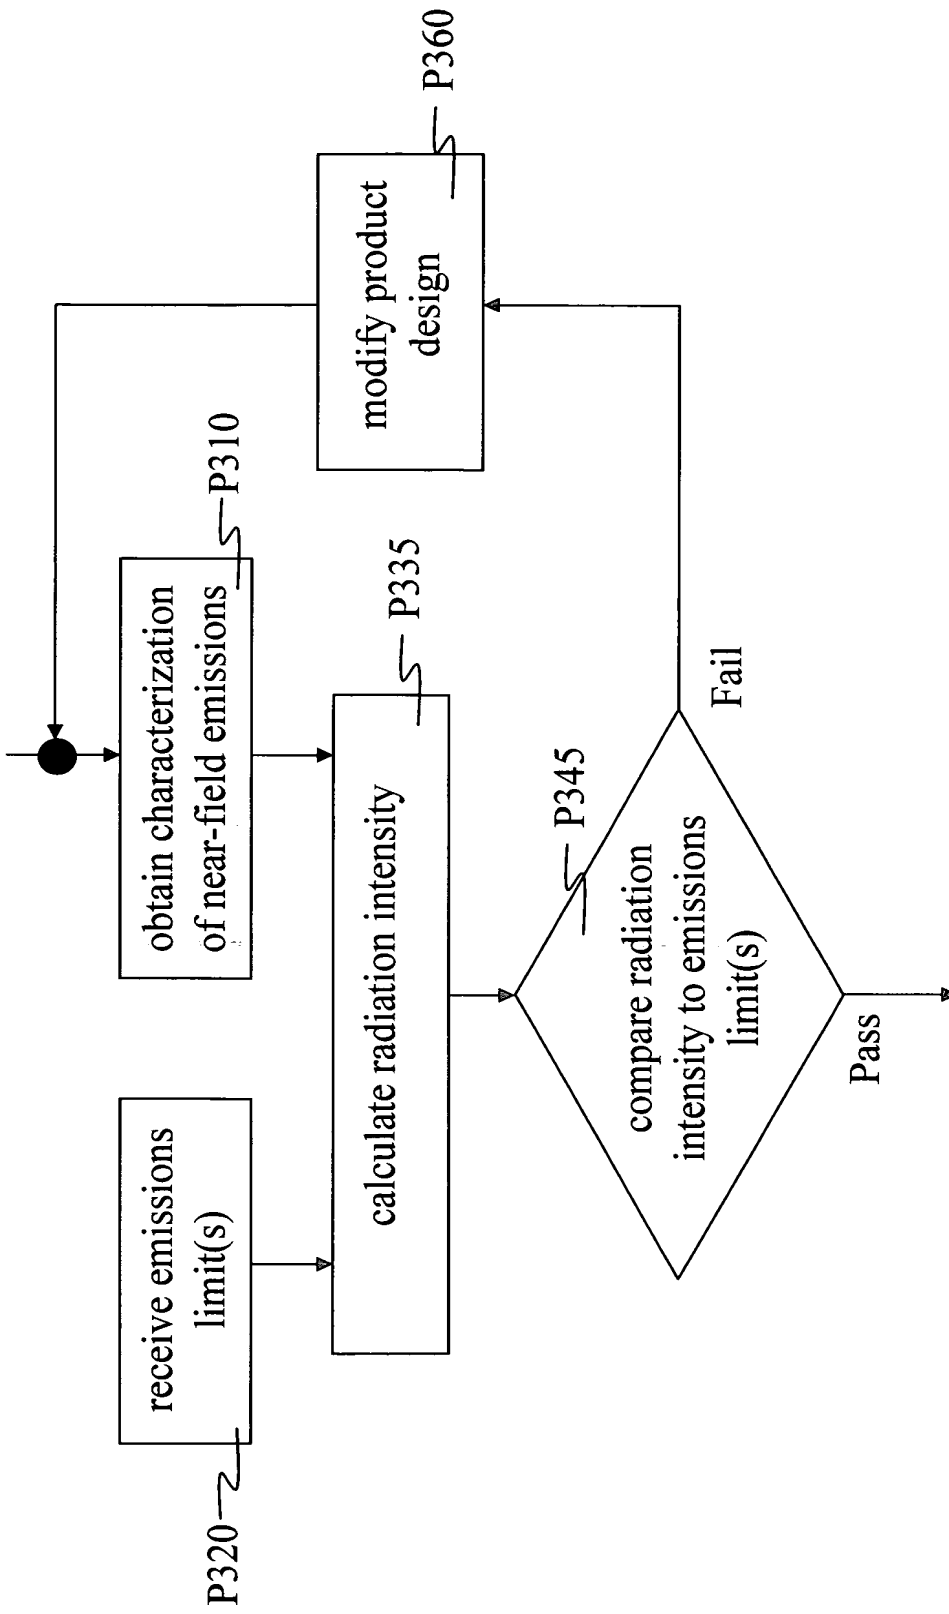 P320
receive emissions
limit(s)
obtain characterization
of near-field emissions
P310
calculate radiation intensity
P335
compare radiation
intensity to emissions
limit(s)
P345
Fail
Pass
modify product
design
P360